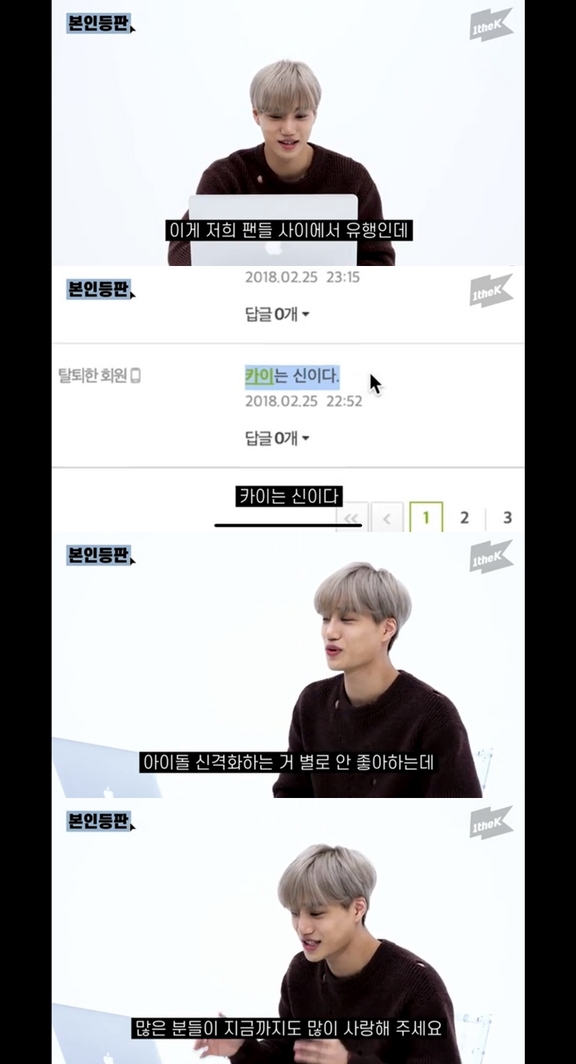 본인등판
1theK
이게 저희 팬들 사이에서 유행인데
본인등판
1theK
2018.02.25 23:15
답글 0개
탈퇴한 회원
카이는 신이다.
2018.02.25 22:52
답글 0개
카이는 신이다
1 2 3
본인등판
1theK
아이돌 신격화하는 거 별로 안 좋아하는데
본인등판
1theK
많은 분들이 지금까지도 많이 사랑해 주세요